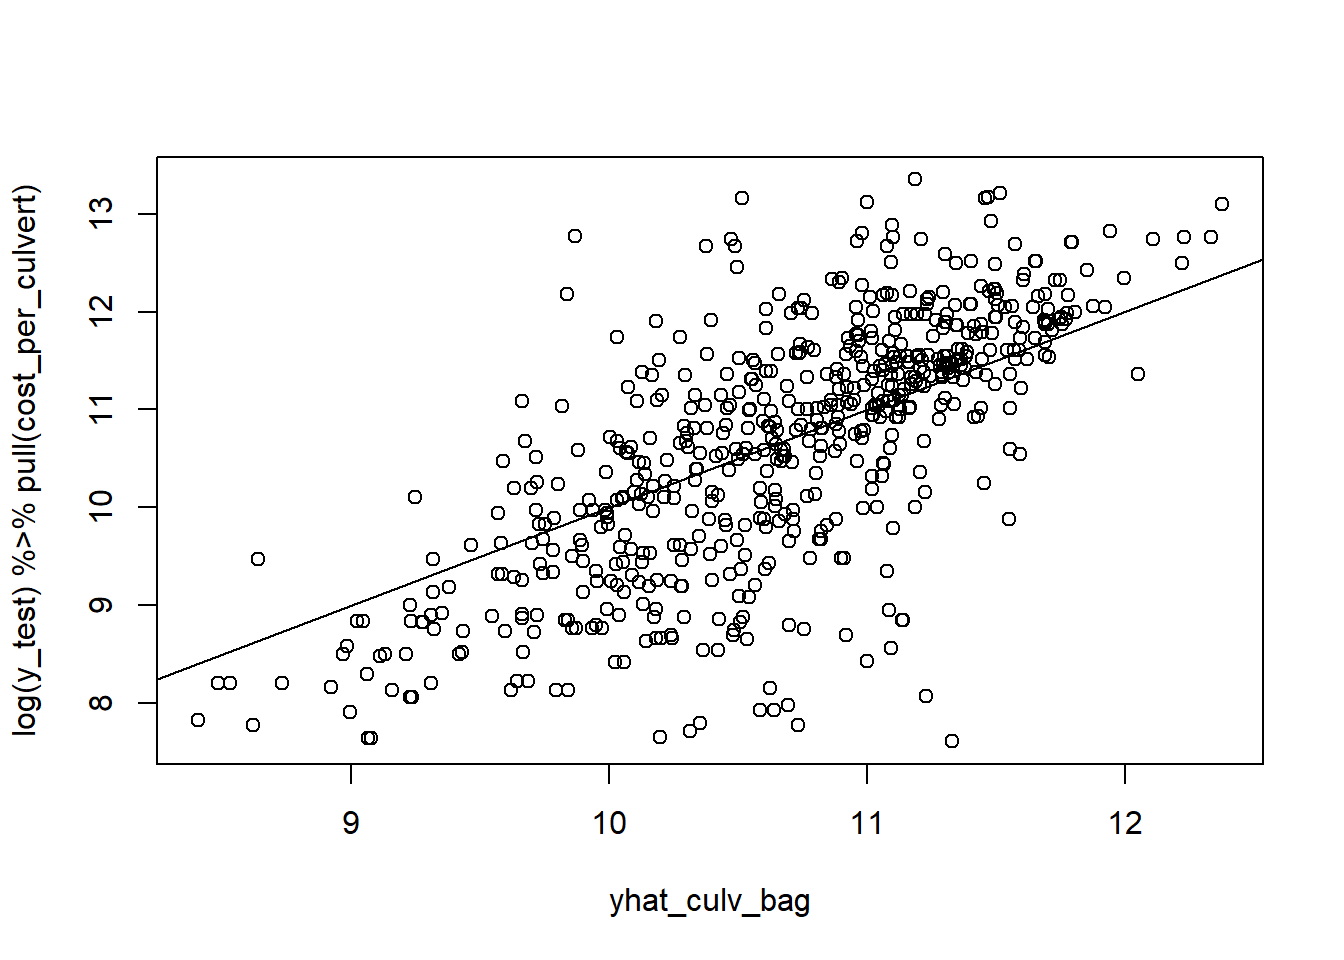 log(y_test) %>% pull(cost_per_culvert)
13
12
11
10
9
8
9 10 11 12
yhat_culv_bag